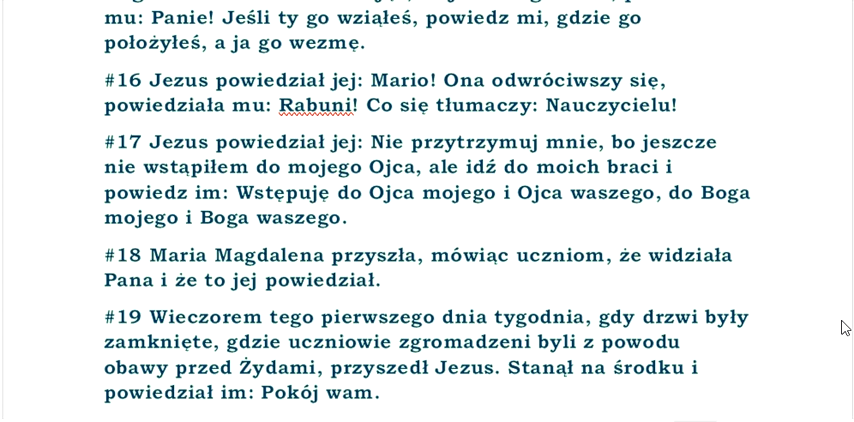 mu: Panie! Jeśli ty go wziąłeś, powiedz mi, gdzie go
położyłeś, a ja go wezmę.
#16 Jezus powiedział jej: Mario! Ona odwróciwszy się,
powiedziała mu: Rabuni! Co się tłumaczy: Nauczycielu!
#17 Jezus powiedział jej: Nie przytrzymuj mnie, bo jeszcze
nie wstąpiłem do mojego Ojca, ale idź do moich braci i
powiedz im: Wstępuję do Ojca mojego i Ojca waszego, do Boga
mojego i Boga waszego.
#18 Maria Magdalena przyszła, mówiąc uczniom, że widziała
Pana i że to jej powiedział.
#19 Wieczorem tego pierwszego dnia tygodnia, gdy drzwi były
zamknięte, gdzie uczniowie zgromadzeni byli z powodu
obawy przed Żydami, przyszedł Jezus. Stanął na środku i
powiedział im: Pokój wam.